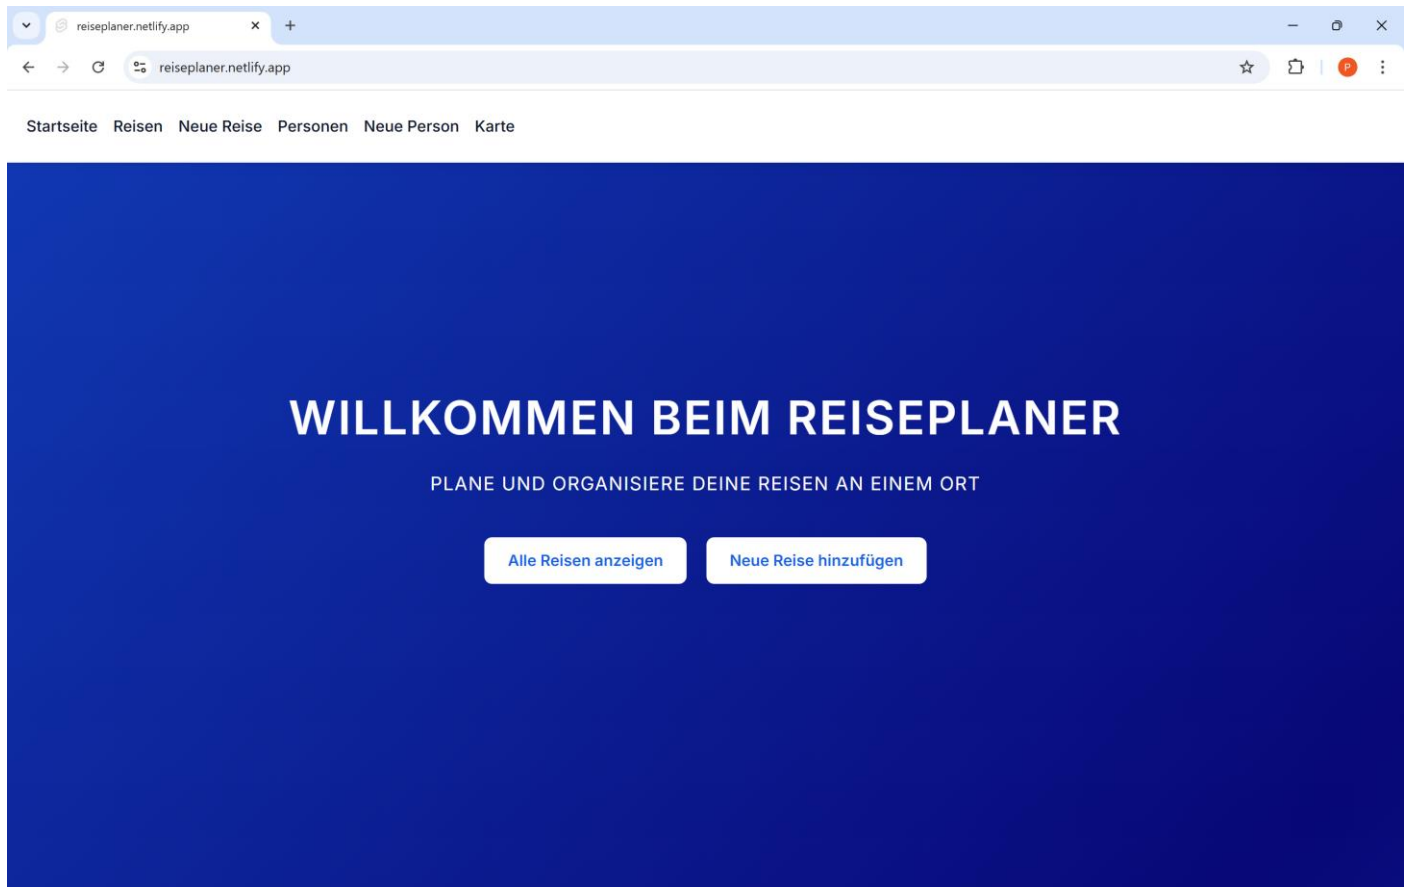 reiseplaner.netlify.app
reiseplaner.netlify.app
P
Startseite Reisen Neue Reise Personen Neue Person Karte
WILLKOMMEN BEIM REISEPLANER
PLANE UND ORGANISIERE DEINE REISEN AN EINEM ORT
Alle Reisen anzeigen Neue Reise hinzufügen